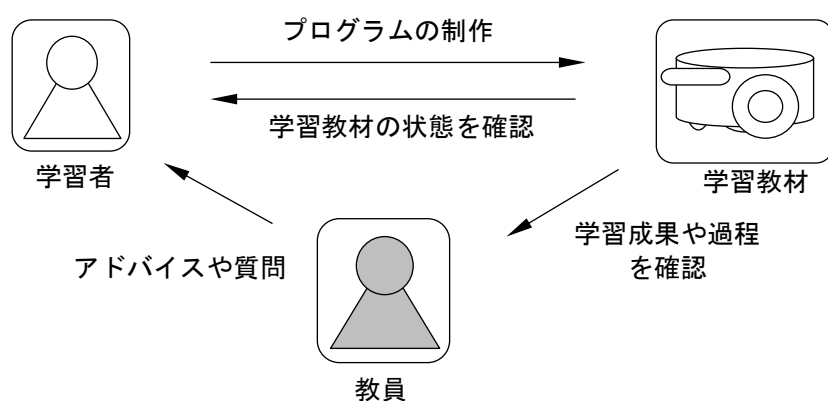 プログラムの制作
学習教材の状態を確認
学習者
学習教材
アドバイスや質問
学習成果や過程
を確認
教員